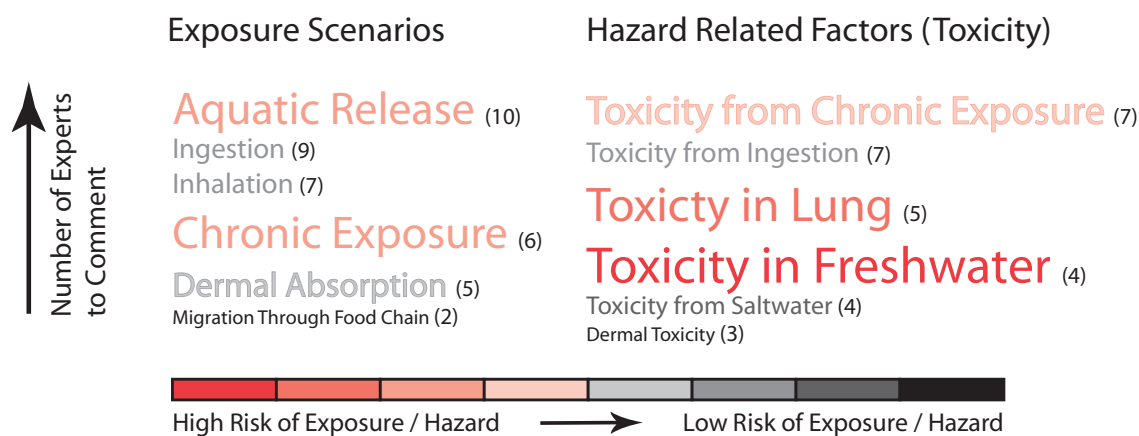 Exposure Scenarios
Hazard Related Factors (Toxicity)
Number of Experts
to Comment
Aquatic Release (10)
Ingestion (9)
Inhalation (7)
Chronic Exposure (6)
Dermal Absorption (5)
Migration Through Food Chain (2)
Toxicity from Chronic Exposure (7)
Toxicity from Ingestion (7)
Toxicty in Lung (5)
Toxicity in Freshwater (4)
Toxicity from Saltwater (4)
Dermal Toxicity (3)
High Risk of Exposure / Hazard
Low Risk of Exposure / Hazard